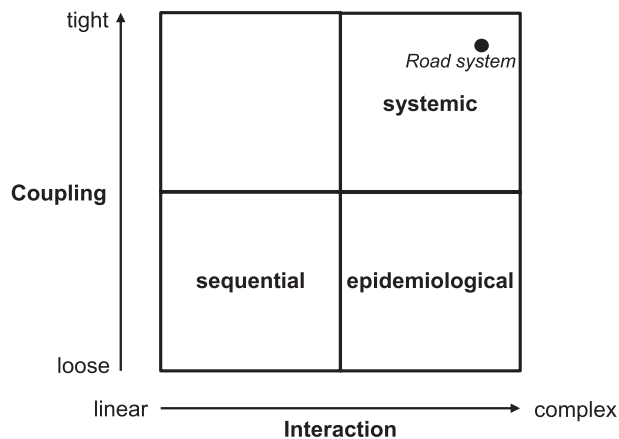 tight
Road system
systemic
Coupling
sequential
epidemiological
loose
linear
complex
Interaction